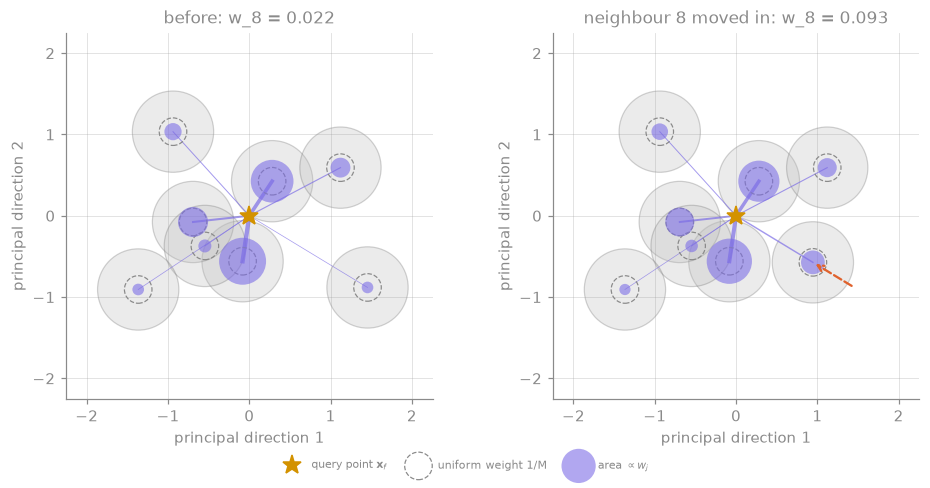 before: w_8 = 0.022
neighbour 8 moved in: w_8 = 0.093
principal direction 2
2
1
0
−1
−2
−2
−1
0
1
2
principal direction 1
principal direction 2
2
1
0
−1
−2
−2
−1
0
1
2
principal direction 1
query point x_f
uniform weight 1/M
area ∝ w_j